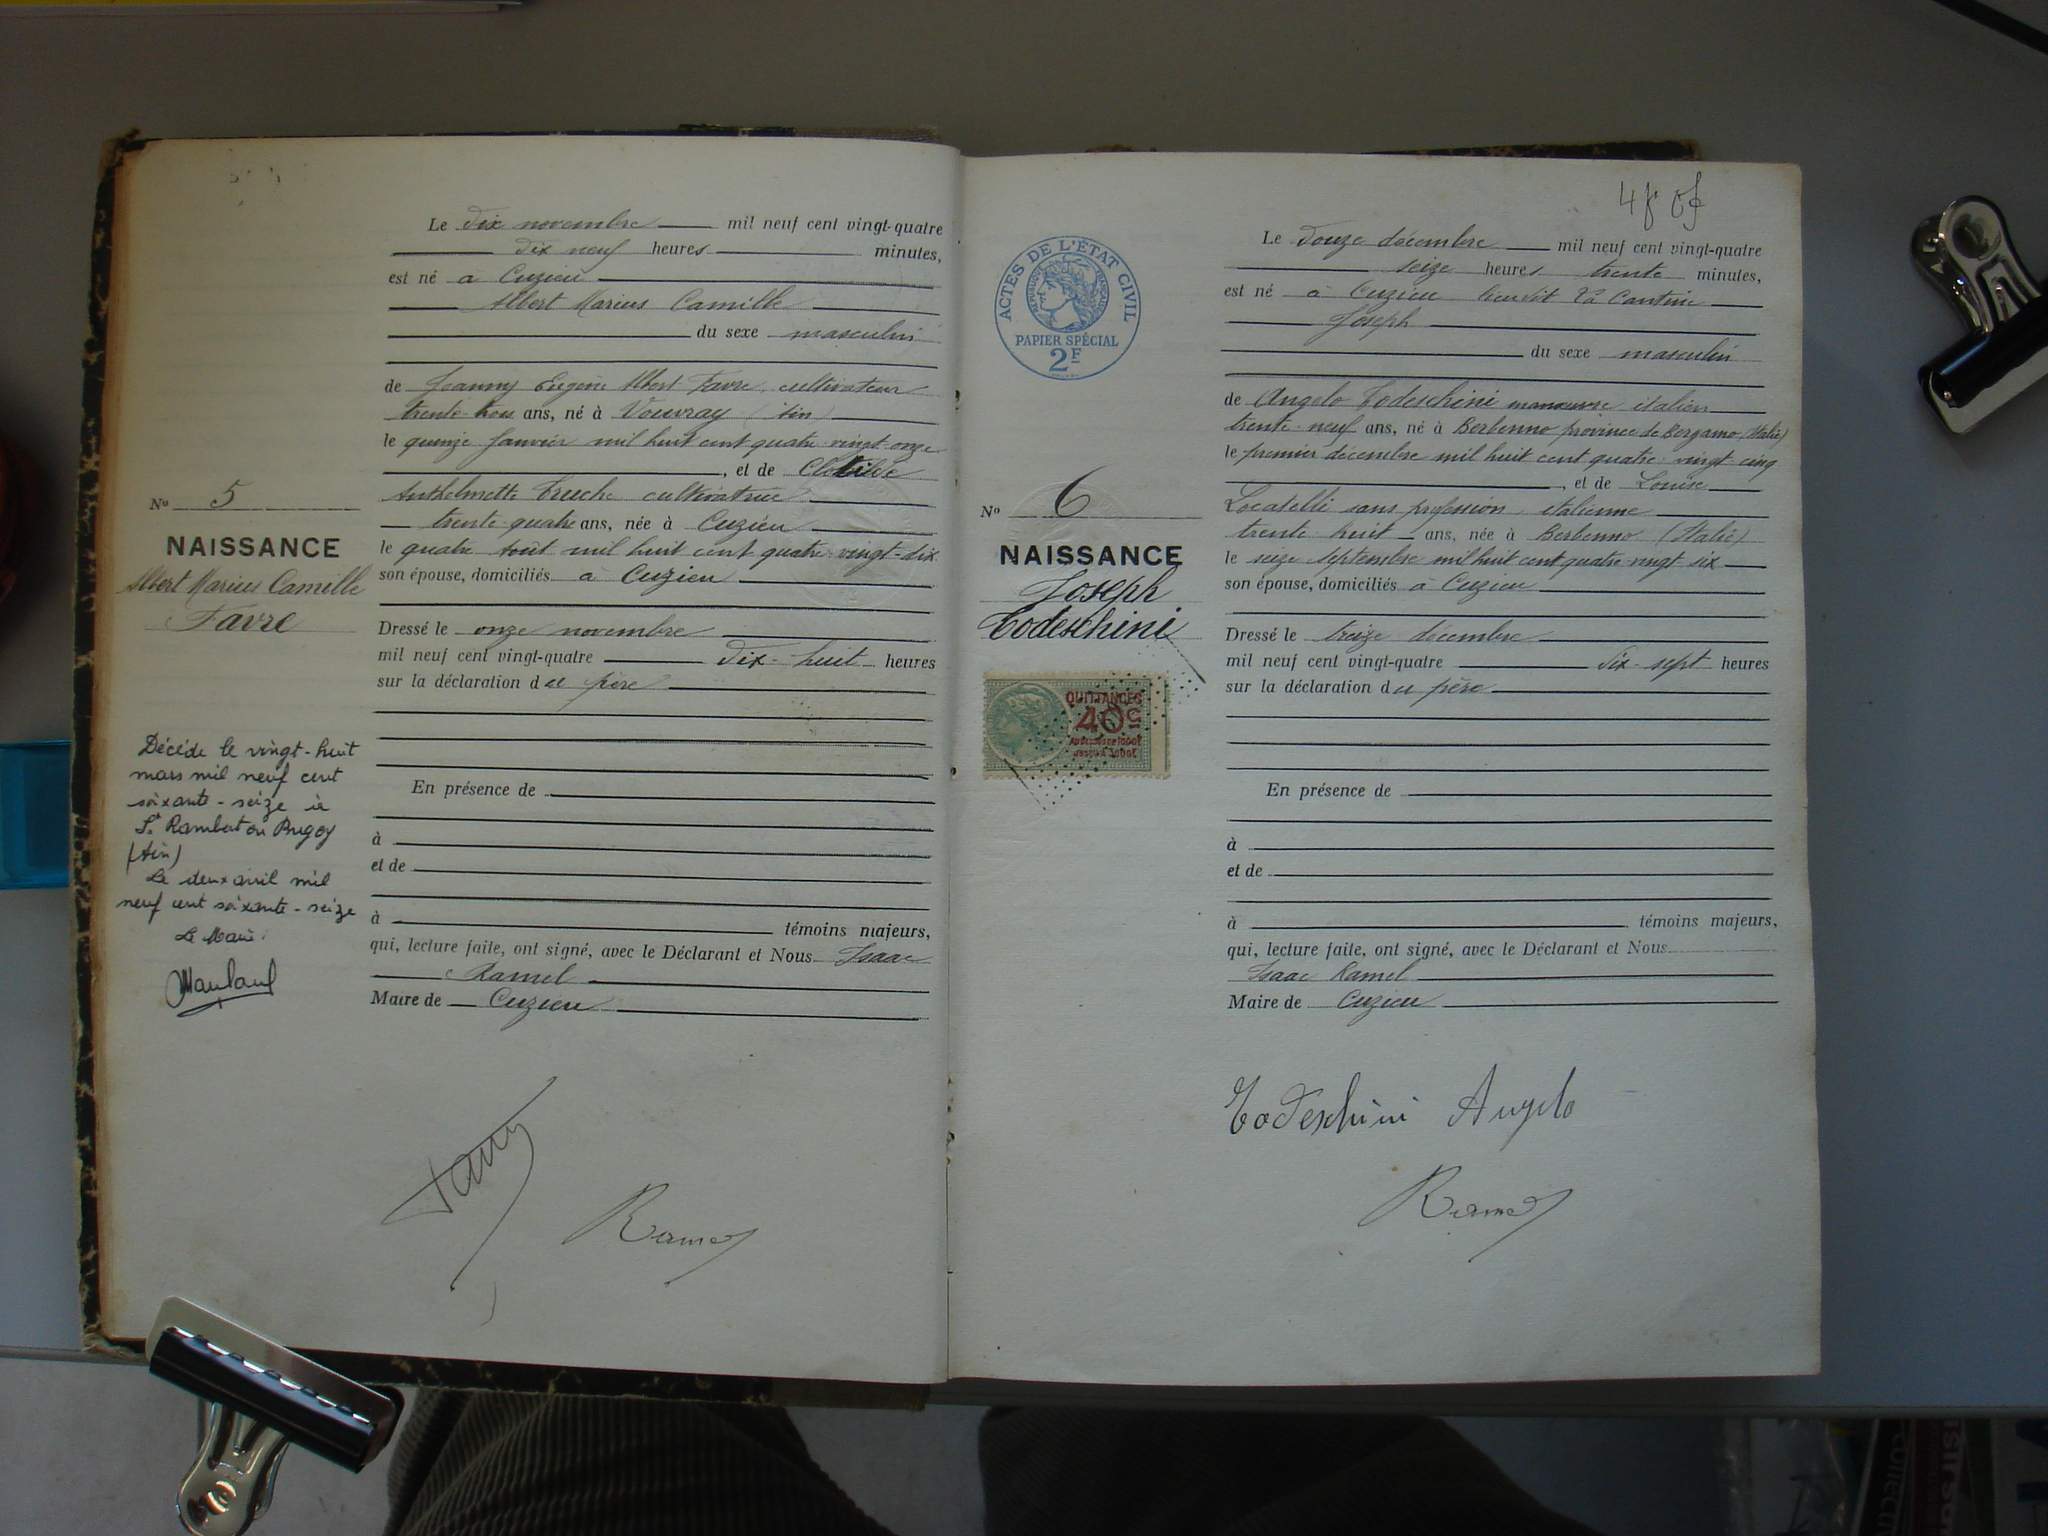 Le dix novembre mil neuf cent vingt-quatre
dix neuf heures minutes,
est né à Cuzieu
Albert Marius Camille
du sexe masculin
de Joanny Eugène Albert Favre cultivateur
trente trois ans, né à Vouvray (Ain)
le quinze janvier mil huit cent quatre-vingt-onze
, et de Clotilde
Anthelmette Truche cultivatrice
trente quatre ans, née à Cuzieu
le quatre août mil huit cent quatre-vingt-dix
son épouse, domiciliés à Cuzieu
Dressé le onze novembre
mil neuf cent vingt-quatre dix-huit heures
sur la déclaration du père
En présence de
à
et de
à témoins majeurs,
qui, lecture faite, ont signé, avec le Déclarant et Nous Isaac
Ramel
Maire de Cuzieu
No 5
NAISSANCE
Albert Marius Camille
Favre
Décédé le vingt-huit
mars mil neuf cent
soixante-seize à
St Rambert en Bugey
(Ain)
Le deux avril mil
neuf cent soixante-seize
Le Maire
Ramel
ACTES DE L'ÉTAT CIVIL
RÉPUBLIQUE FRANÇAISE
PAPIER SPÉCIAL
2F
No 6
NAISSANCE
Joseph
Todeschini
QUITTANCES
40c
Le Douze décembre mil neuf cent vingt-quatre
seize heures trente minutes,
est né à Cuzieu lieudit La Cantine
Joseph
du sexe masculin
de Angelo Todeschini manœuvre italien
trente-neuf ans, né à Berbenno province de Bergamo (Italie)
le premier décembre mil huit cent quatre-vingt-cinq
, et de Louise
Locatelli sans profession italienne
trente huit ans, née à Berbenno (Italie)
le seize septembre mil huit cent quatre-vingt-six
son épouse, domiciliés à Cuzieu
Dressé le treize décembre
mil neuf cent vingt-quatre dix-sept heures
sur la déclaration du père
En présence de
à
et de
à témoins majeurs,
qui, lecture faite, ont signé, avec le Déclarant et Nous
Isaac Ramel
Maire de Cuzieu
Todeschini Angelo
Ramel